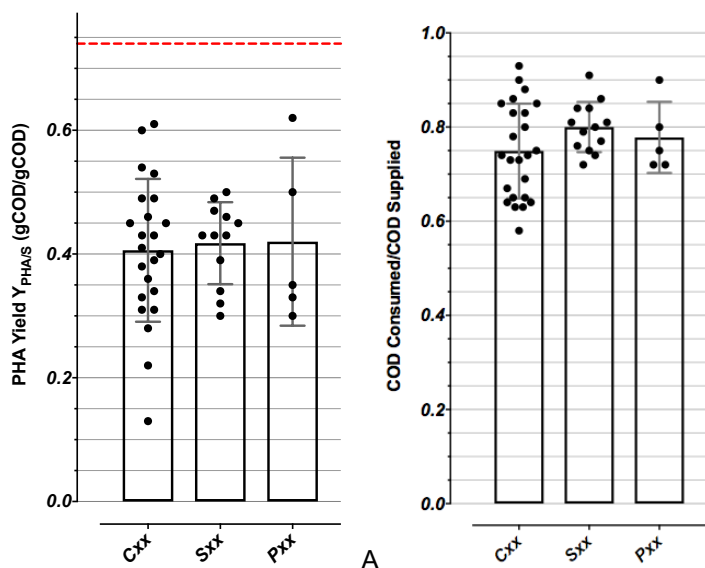 PHA Yield Y_PHA/S (gCOD/gCOD)
0.6
0.4
0.2
0.0
Cxx
Sxx
Pxx
A
COD Consumed/COD Supplied
1.0
0.8
0.6
0.4
0.2
0.0
Cxx
Sxx
Pxx